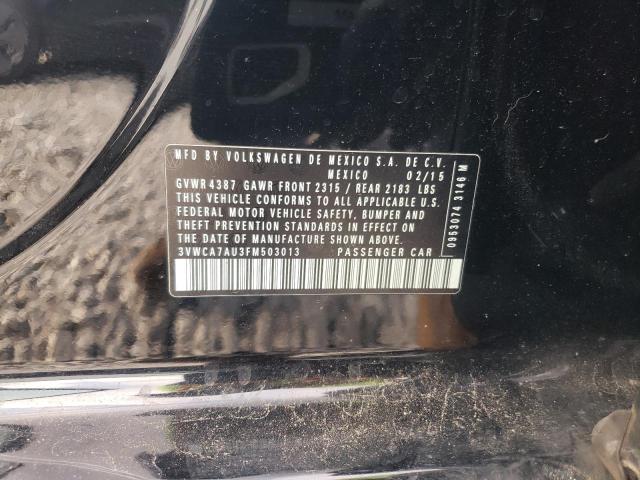 MFD BY VOLKSWAGEN DE MEXICO S.A. DE C.V.
MEXICO 02/15
GVWR 4387 GAWR FRONT 2315 / REAR 2183 LBS
THIS VEHICLE CONFORMS TO ALL APPLICABLE U.S.
FEDERAL MOTOR VEHICLE SAFETY, BUMPER AND
THEFT PREVENTION STANDARDS IN EFFECT ON
THE DATE OF MANUFACTURE SHOWN ABOVE.
3VWCA7AU3FM503013 PASSENGER CAR
0953074 3146 M